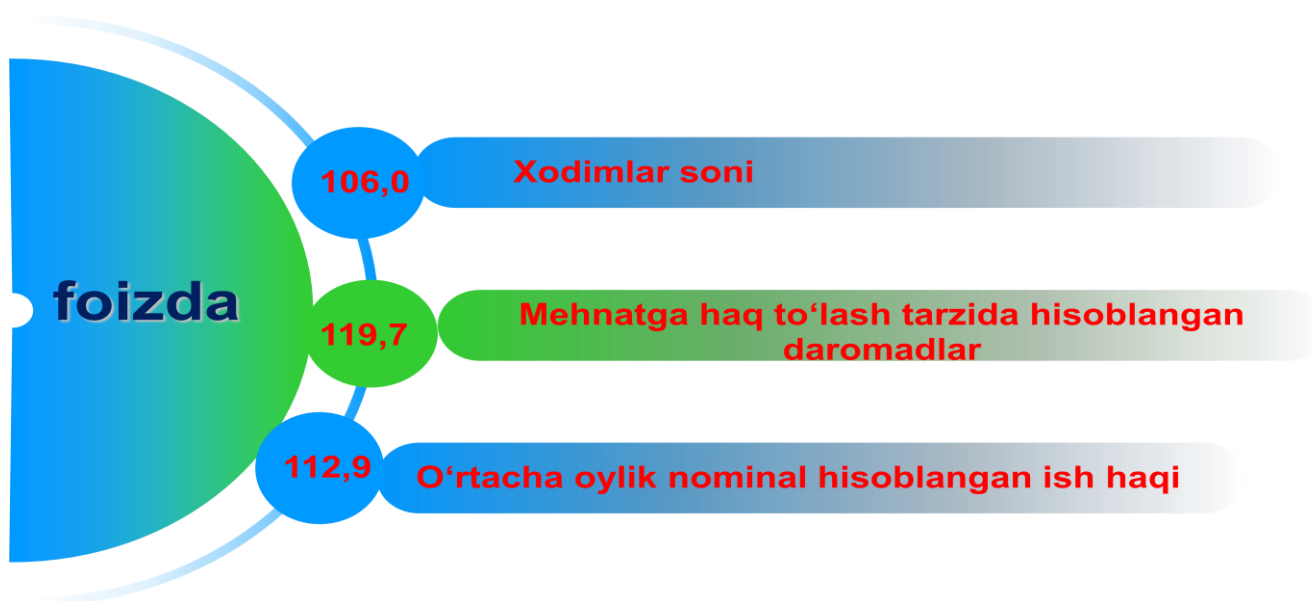 foizda
106,0
Xodimlar soni
119,7
Mehnatga haq to‘lash tarzida hisoblangan
daromadlar
112,9
O‘rtacha oylik nominal hisoblangan ish haqi